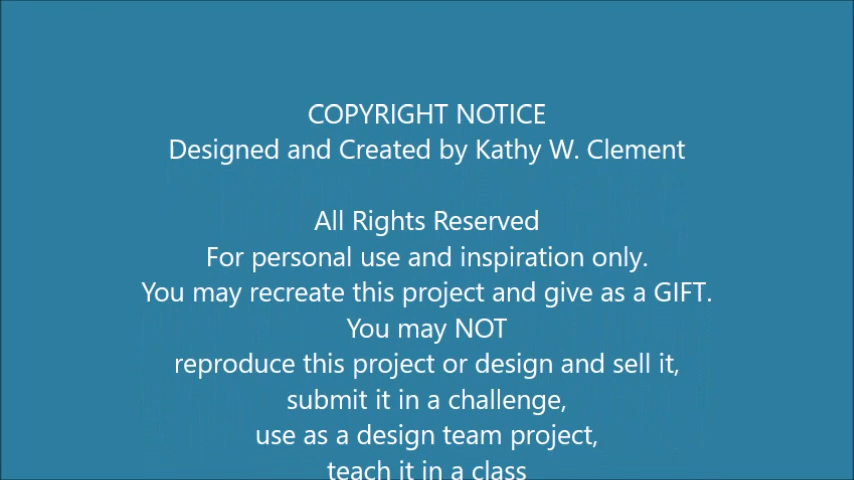 COPYRIGHT NOTICE
Designed and Created by Kathy W. Clement
All Rights Reserved
For personal use and inspiration only.
You may recreate this project and give as a GIFT.
You may NOT
reproduce this project or design and sell it,
submit it in a challenge,
use as a design team project,
teach it in a class